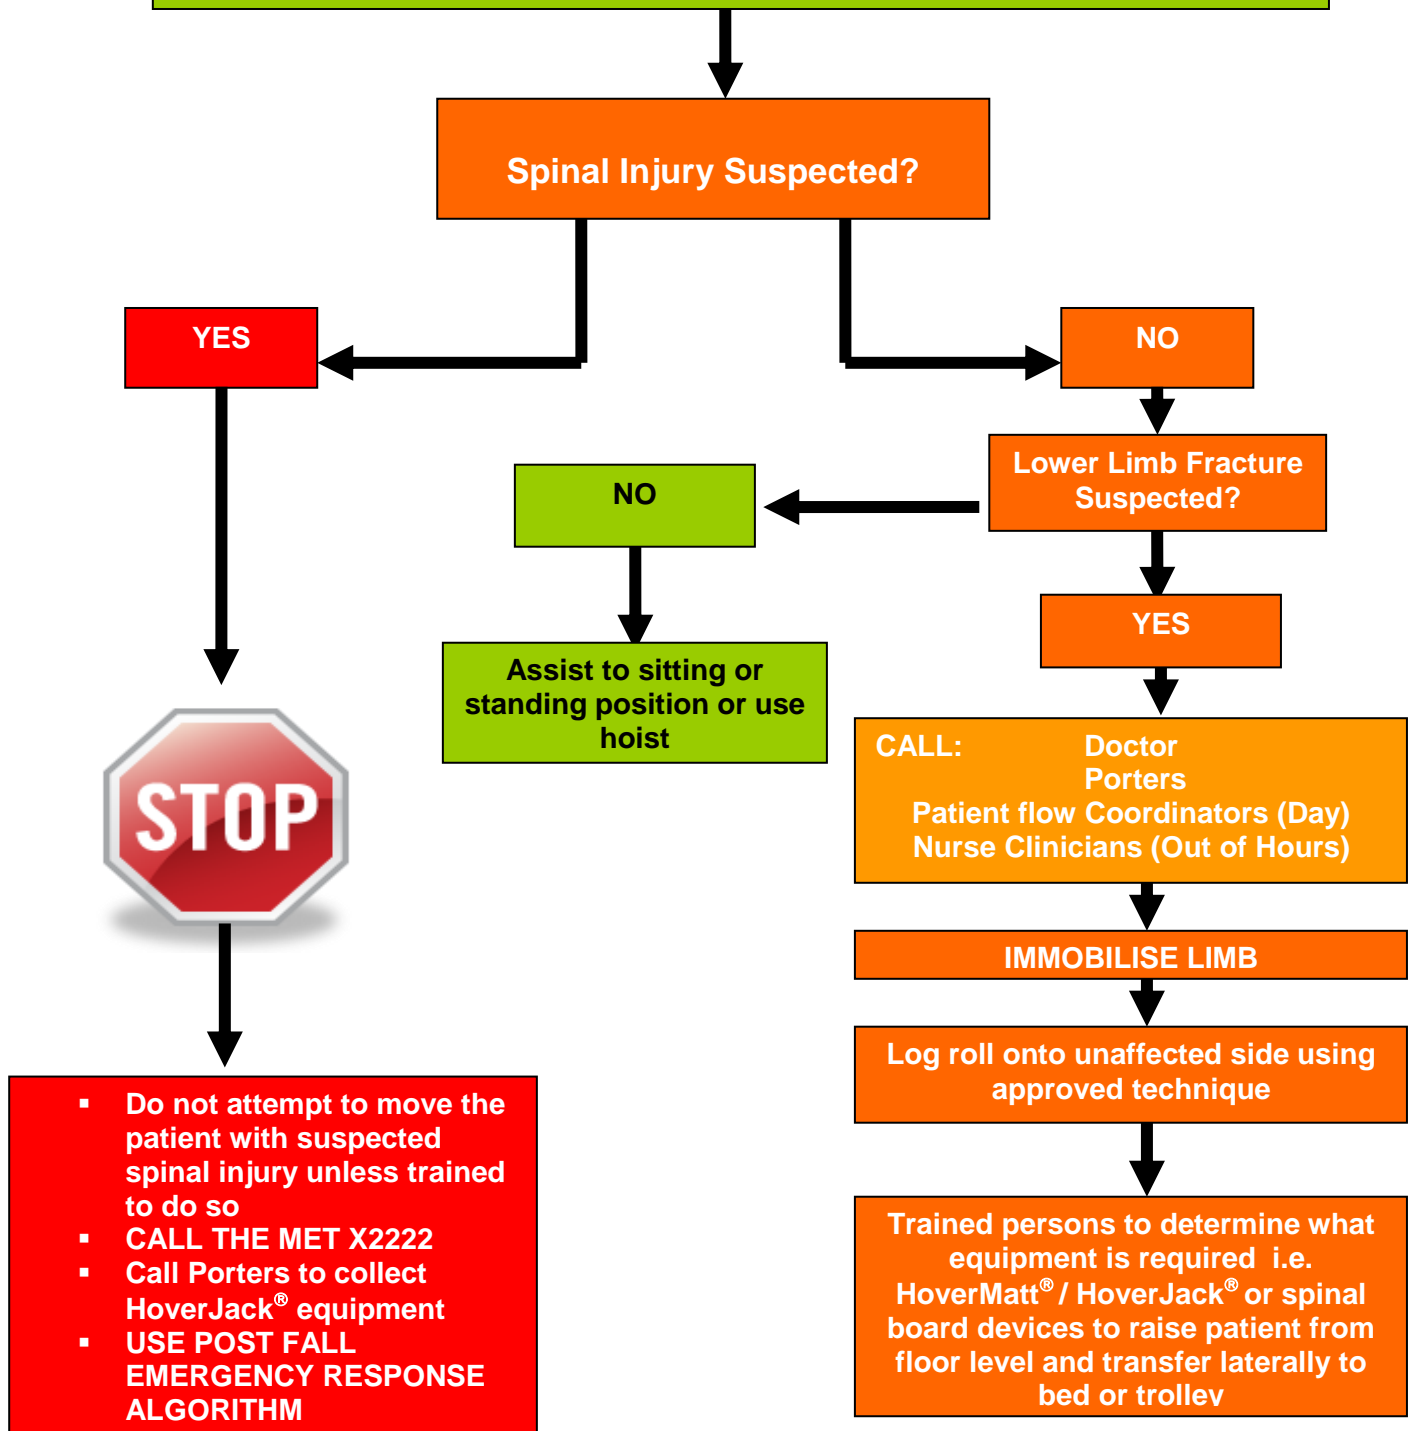 Spinal Injury Suspected?
YES
NO
Lower Limb Fracture
Suspected?
NO
YES
Assist to sitting or
standing position or use
hoist
STOP
CALL: Doctor
Porters
Patient flow Coordinators (Day)
Nurse Clinicians (Out of Hours)
IMMOBILISE LIMB
Log roll onto unaffected side using
approved technique
▪ Do not attempt to move the
patient with suspected
spinal injury unless trained
to do so
▪ CALL THE MET X2222
▪ Call Porters to collect
HoverJack® equipment
▪ USE POST FALL
EMERGENCY RESPONSE
ALGORITHM
Trained persons to determine what
equipment is required i.e.
HoverMatt® / HoverJack® or spinal
board devices to raise patient from
floor level and transfer laterally to
bed or trolley